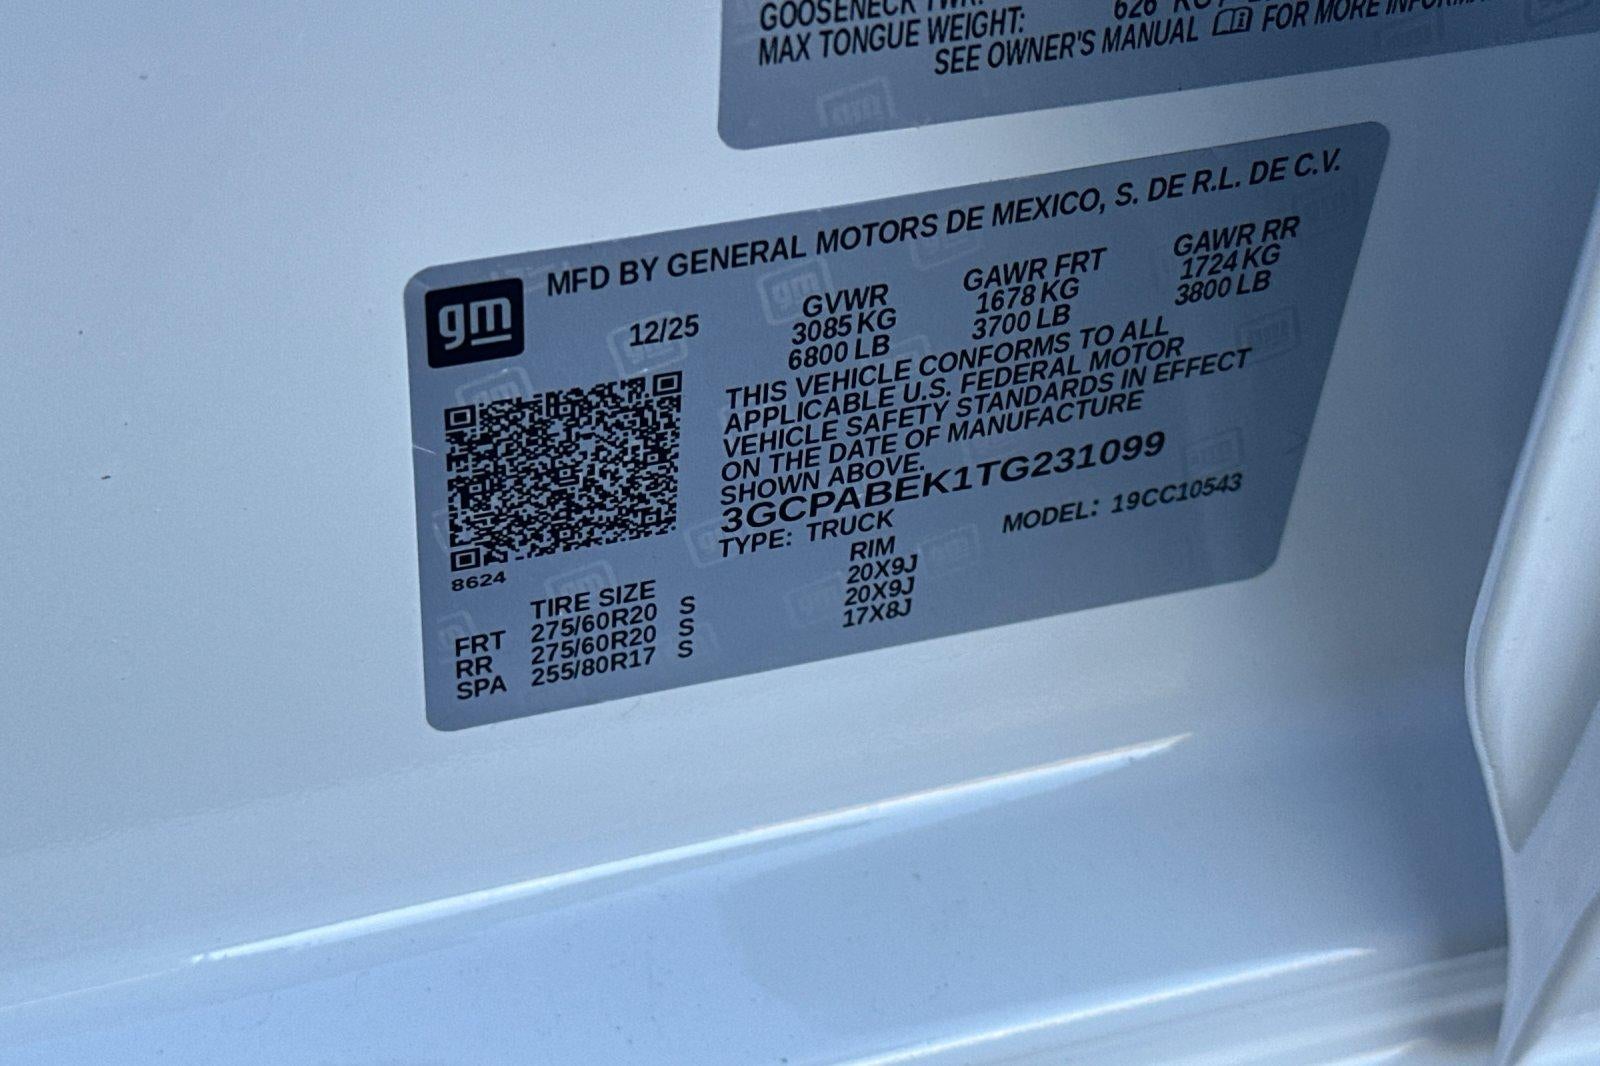 GOOSENECK TWR:
MAX TONGUE WEIGHT: 626 KG
SEE OWNER'S MANUAL FOR MORE
gm
MFD BY GENERAL MOTORS DE MEXICO, S. DE R.L. DE C.V.
12/25
GVWR GAWR FRT GAWR RR
3085 KG 1678 KG 1724 KG
6800 LB 3700 LB 3800 LB
THIS VEHICLE CONFORMS TO ALL
APPLICABLE U.S. FEDERAL MOTOR
VEHICLE SAFETY STANDARDS IN EFFECT
ON THE DATE OF MANUFACTURE
SHOWN ABOVE.
3GCPABEK1TG231099
TYPE: TRUCK MODEL: 19CC10543
8624
TIRE SIZE RIM
FRT 275/60R20 S 20X9J
RR 275/60R20 S 20X9J
SPA 255/80R17 S 17X8J